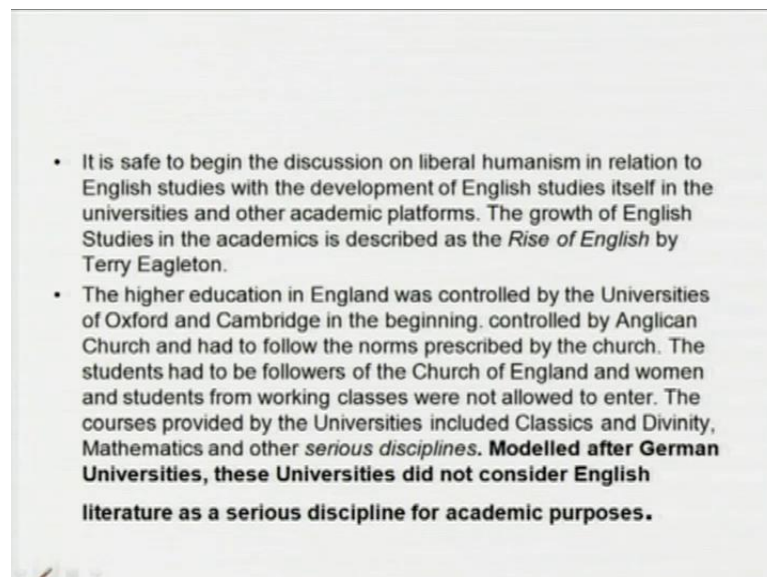 • It is safe to begin the discussion on liberal humanism in relation to
English studies with the development of English studies itself in the
universities and other academic platforms. The growth of English
Studies in the academics is described as the Rise of English by
Terry Eagleton.
• The higher education in England was controlled by the Universities
of Oxford and Cambridge in the beginning. controlled by Anglican
Church and had to follow the norms prescribed by the church. The
students had to be followers of the Church of England and women
and students from working classes were not allowed to enter. The
courses provided by the Universities included Classics and Divinity,
Mathematics and other serious disciplines. Modelled after German
Universities, these Universities did not consider English
literature as a serious discipline for academic purposes.